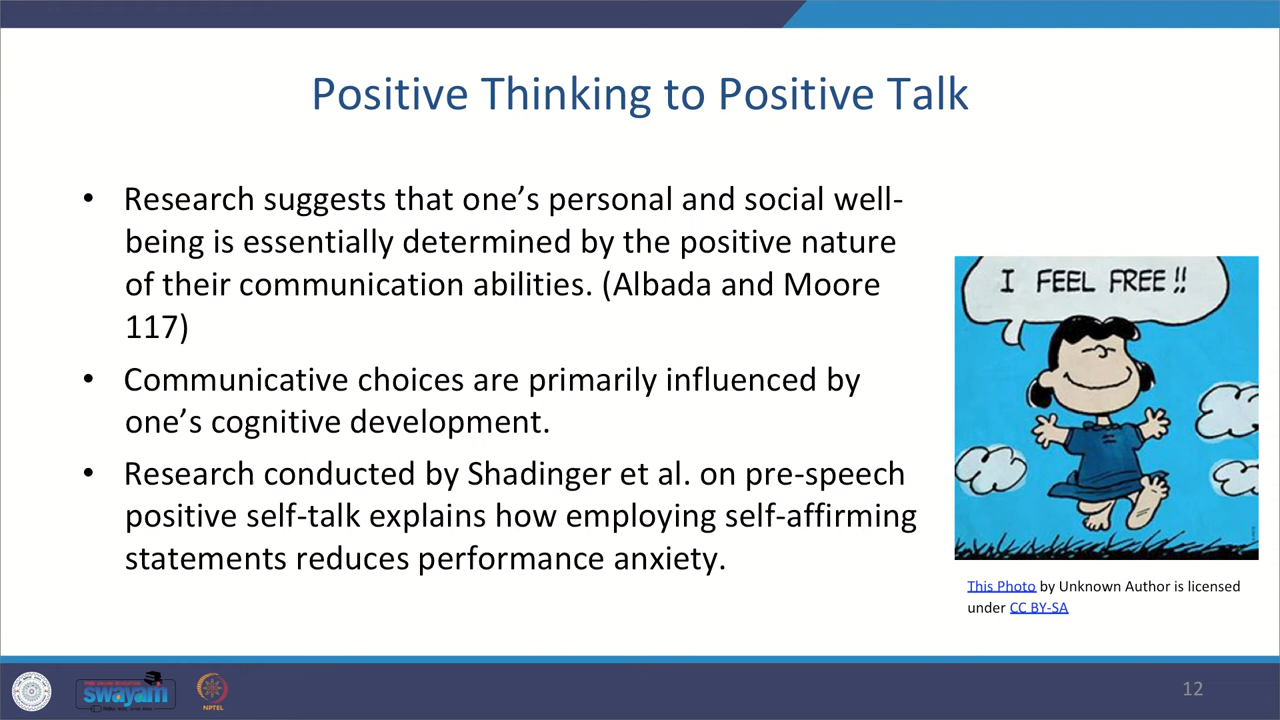 Positive Thinking to Positive Talk
• Research suggests that one’s personal and social well-
being is essentially determined by the positive nature
of their communication abilities. (Albada and Moore
117)
• Communicative choices are primarily influenced by
one’s cognitive development.
• Research conducted by Shadinger et al. on pre-speech
positive self-talk explains how employing self-affirming
statements reduces performance anxiety.
I FEEL FREE!!
This Photo by Unknown Author is licensed
under CC BY-SA
swayam
NPTEL
12